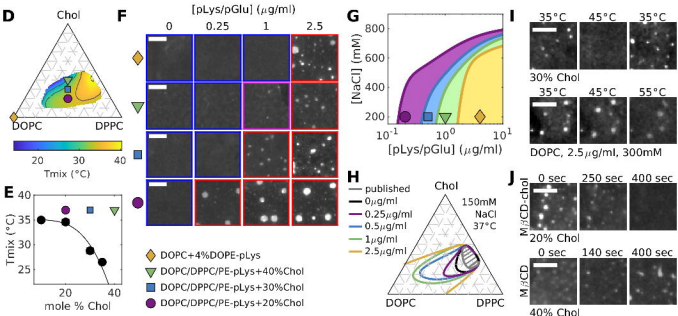 D
Chol
DOPC
DPPC
20
30
40
Tmix (°C)
E
Tmix (°C)
35
30
25
10
20
30
40
mole % Chol
F
[pLys/pGlu] (μg/ml)
0
0.25
1
2.5
DOPC+4%DOPE-pLys
DOPC/DPPC/PE-pLys+40%Chol
DOPC/DPPC/PE-pLys+30%Chol
DOPC/DPPC/PE-pLys+20%Chol
G
[NaCl] (mM)
800
600
400
200
10⁻¹
10⁰
10¹
[pLys/pGlu] (μg/ml)
H
Chol
published
0μg/ml
0.25μg/ml
0.5μg/ml
1μg/ml
2.5μg/ml
150mM
NaCl
37°C
DOPC
DPPC
I
35°C
45°C
35°C
30% Chol
35°C
45°C
55°C
DOPC, 2.5μg/ml, 300mM
J
0 sec
250 sec
400 sec
MβCD-chol
20% Chol
0 sec
140 sec
400 sec
MβCD
40% Chol